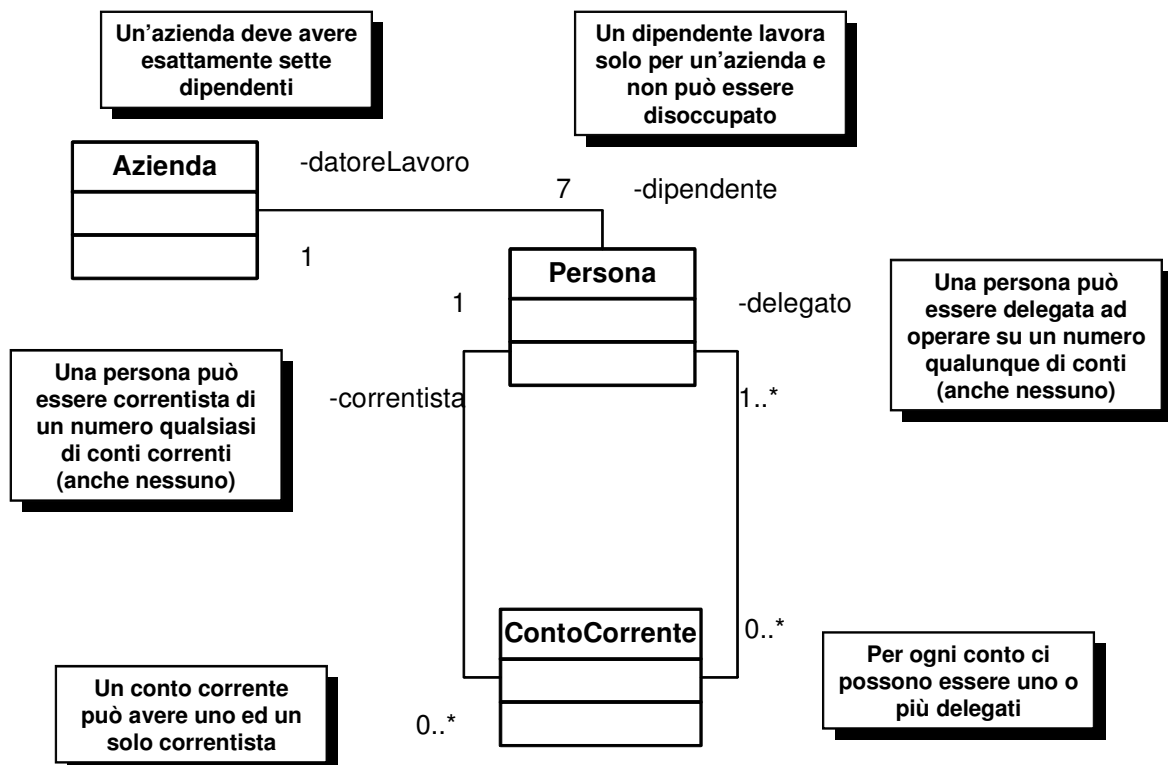 Un'azienda deve avere
esattamente sette
dipendenti
Un dipendente lavora
solo per un'azienda e
non può essere
disoccupato
Azienda
-datoreLavoro
7
-dipendente
1
Persona
1
-delegato
Una persona può
essere delegata ad
operare su un numero
qualunque di conti
(anche nessuno)
Una persona può
essere correntista di
un numero qualsiasi
di conti correnti
(anche nessuno)
-correntista
1..*
ContoCorrente
0..*
Per ogni conto ci
possono essere uno o
più delegati
Un conto corrente
può avere uno ed un
solo correntista
0..*